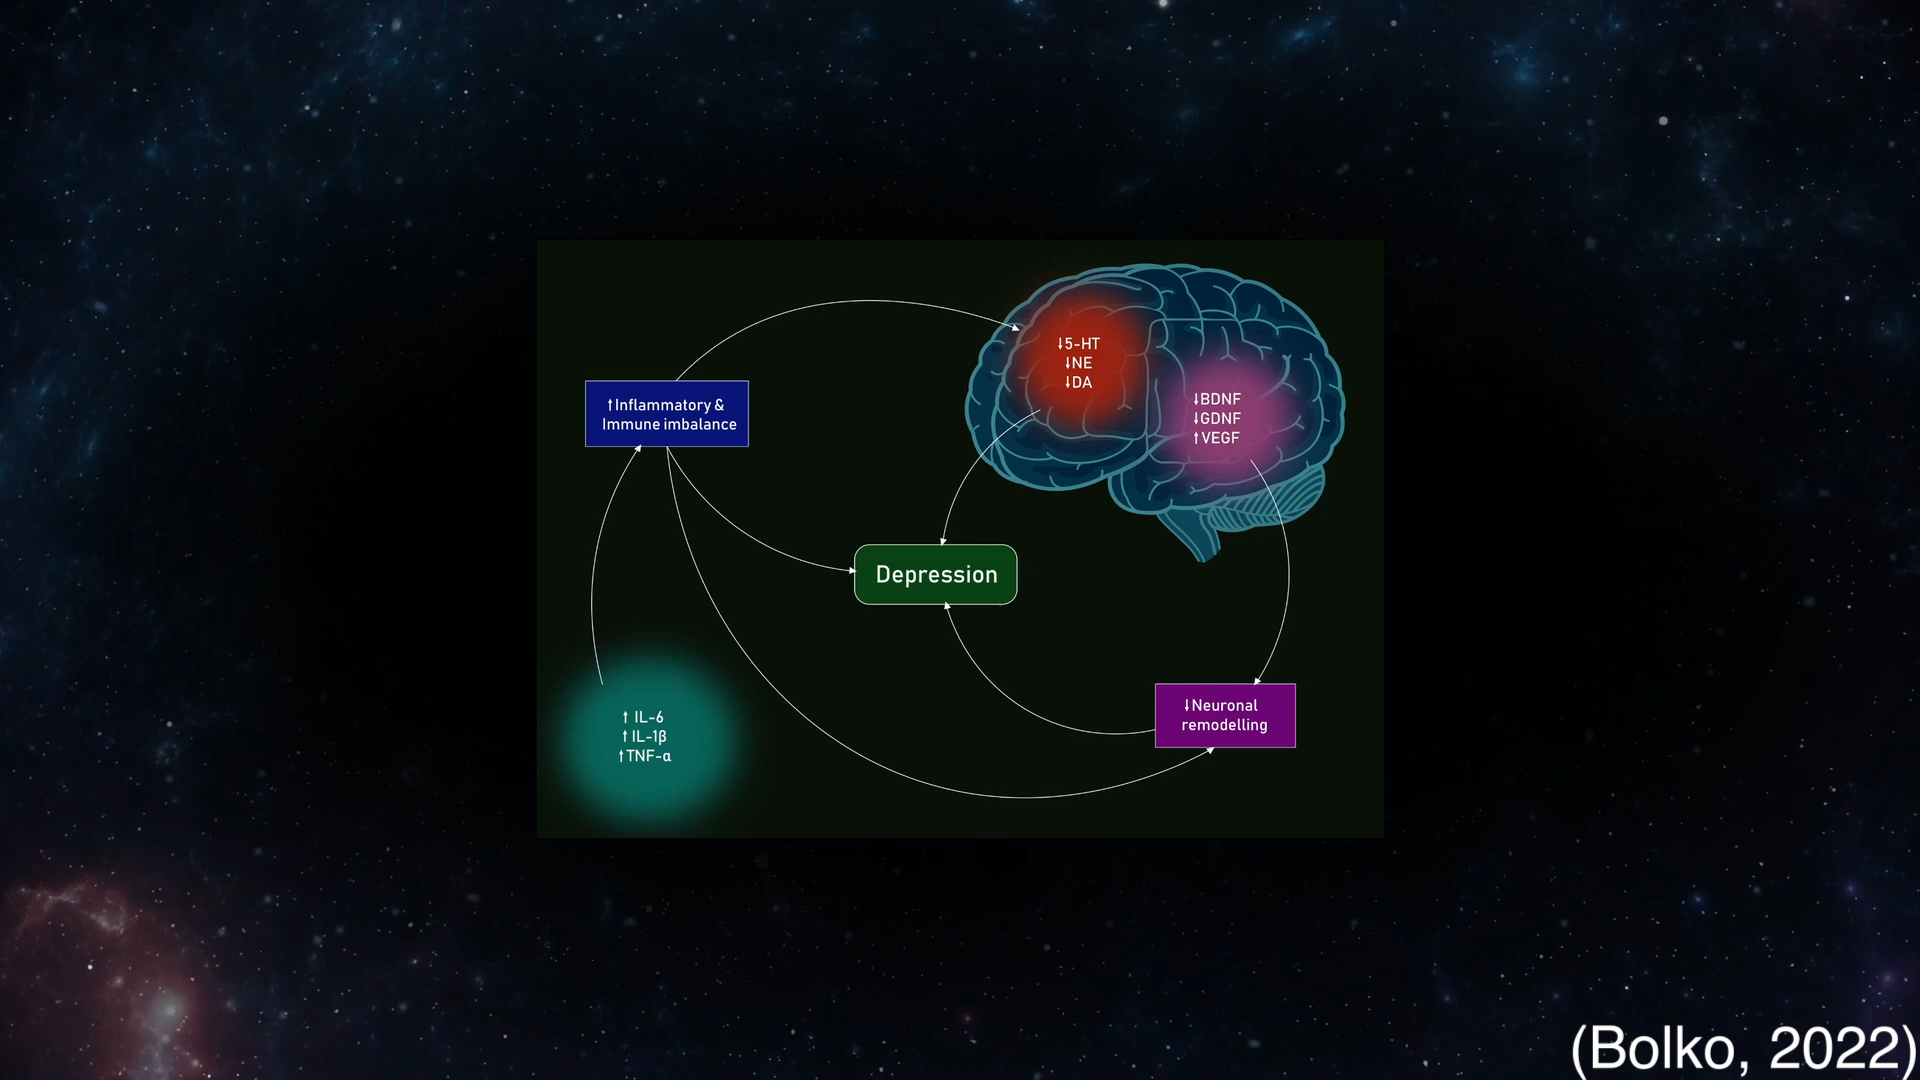 ↓5-HT
↓NE
↓DA
↑Inflammatory &
Immune imbalance
↓BDNF
↓GDNF
↑VEGF
Depression
↑ IL-6
↑ IL-1β
↑TNF-α
↓Neuronal
remodelling
(Bolko, 2022)